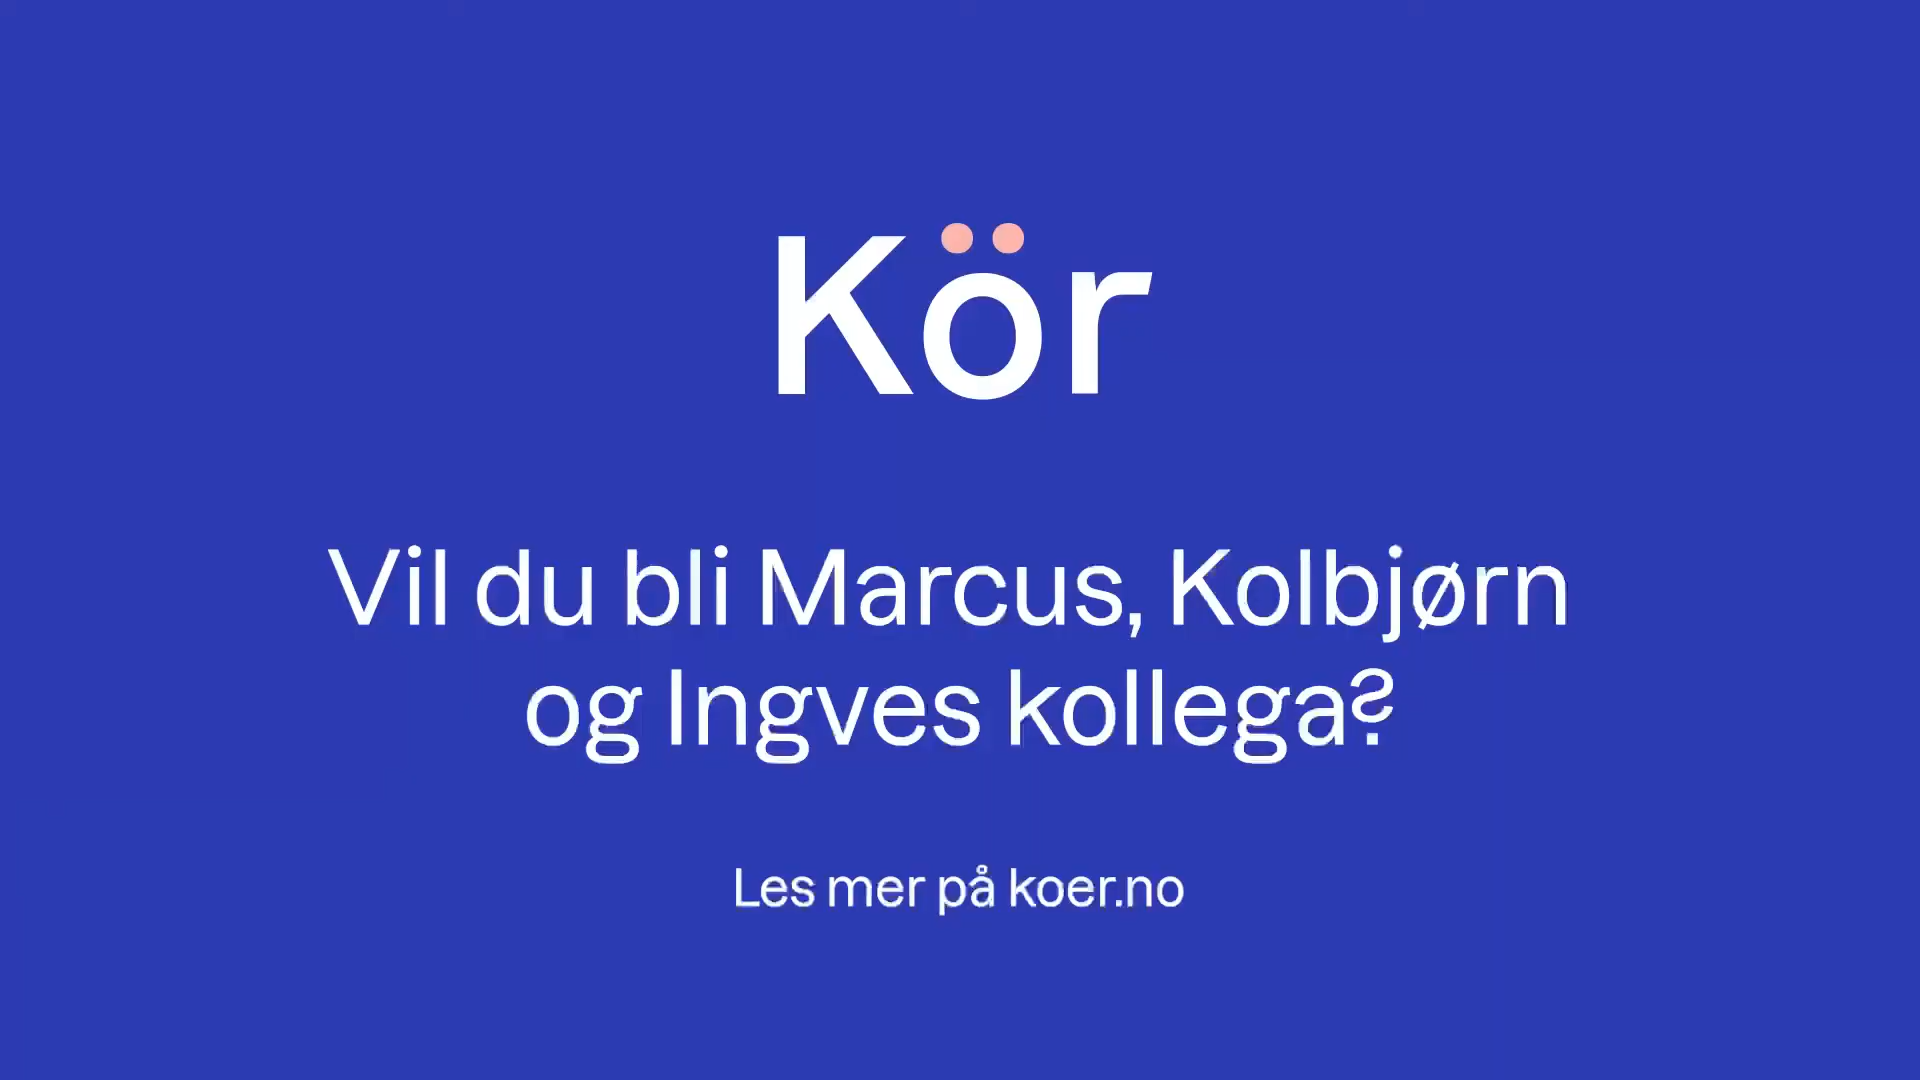 Kör
Vil du bli Marcus, Kolbjørn
og Ingves kollega?
Les mer på koer.no